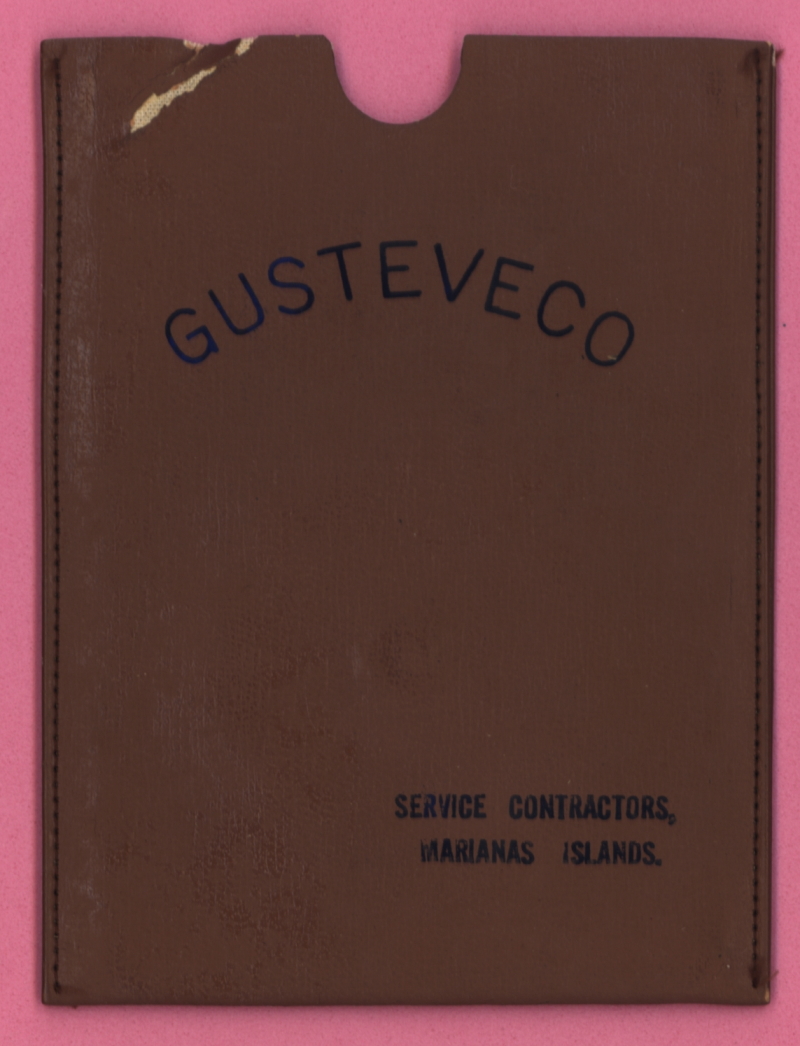 GUSTEVECO
SERVICE CONTRACTORS.
MARIANAS ISLANDS.